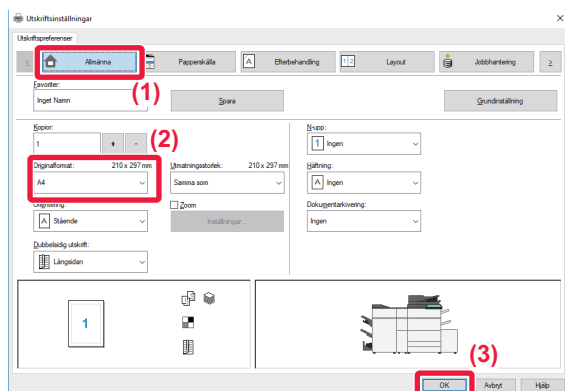 Utskriftsinställningar
Utskriftspreferenser
Allmänna
Papperskälla
Efterbehandling
Layout
Jobbhantering
2
(1)
Favoriter:
Inget Namn
Spara
Grundinställning
Kopior:
1
+
-
(2)
N-upp:
1 Ingen
Originalformat: 210 x 297 mm
A4
Utmatningsstorlek: 210 x 297 mm
Samma som
Häftning:
A Ingen
Orientering:
A Stående
Zoom
Inställningar...
Dokumentarkivering:
Ingen
Dubbelsidig utskrift:
Långsidan
1
(3)
OK
Avbryt
Hjälp